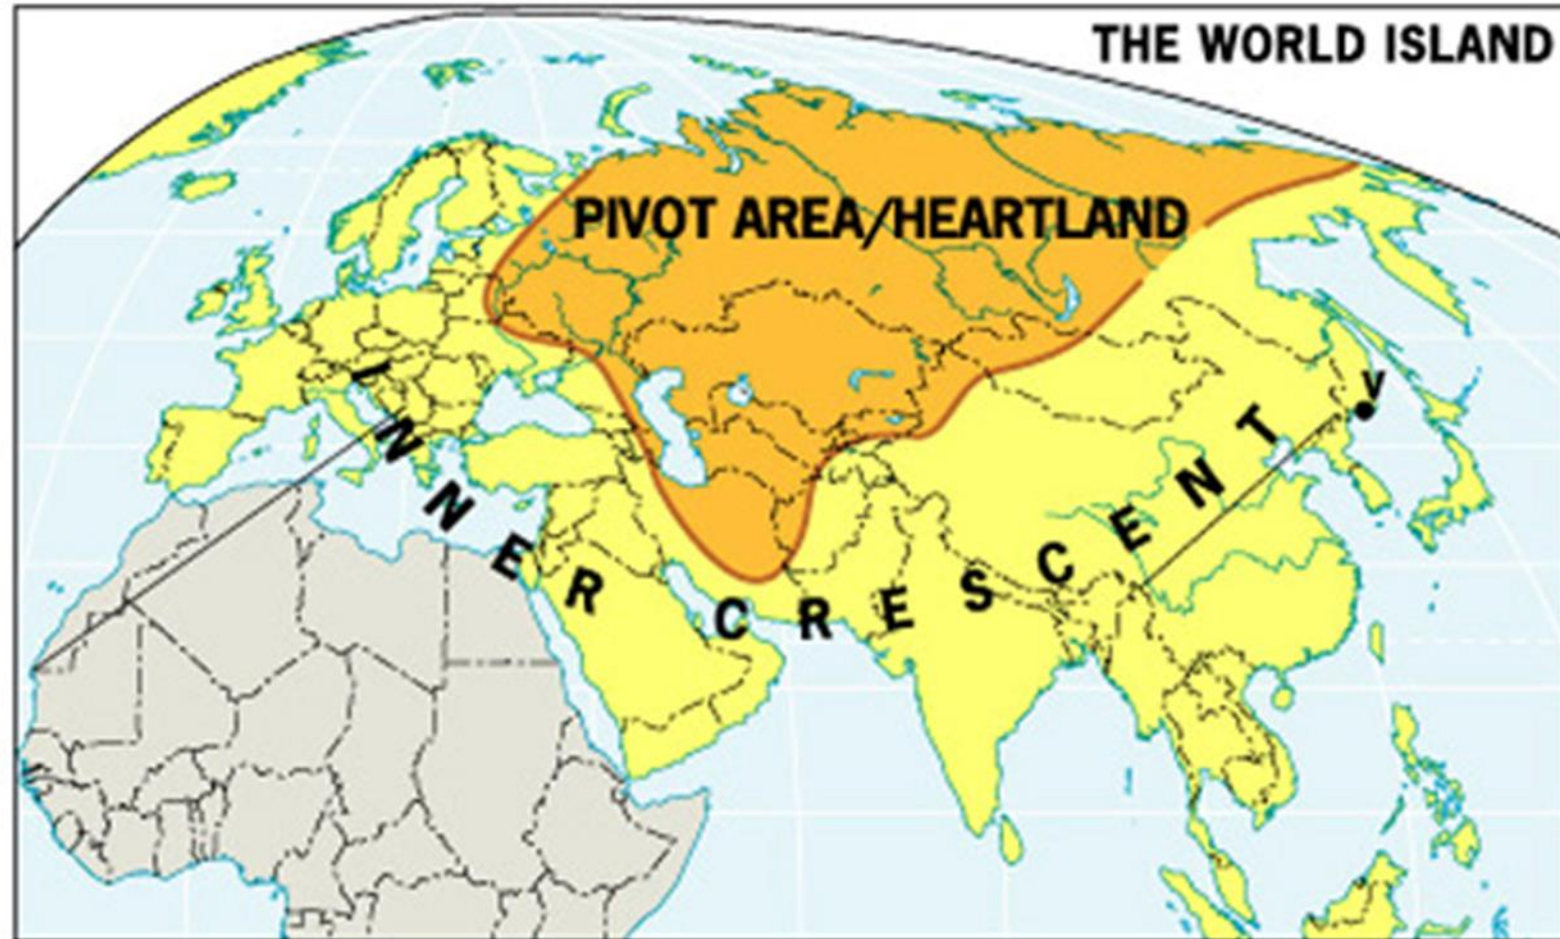 THE WORLD ISLAND
PIVOT AREA/HEARTLAND
V
INNER CRESCENT